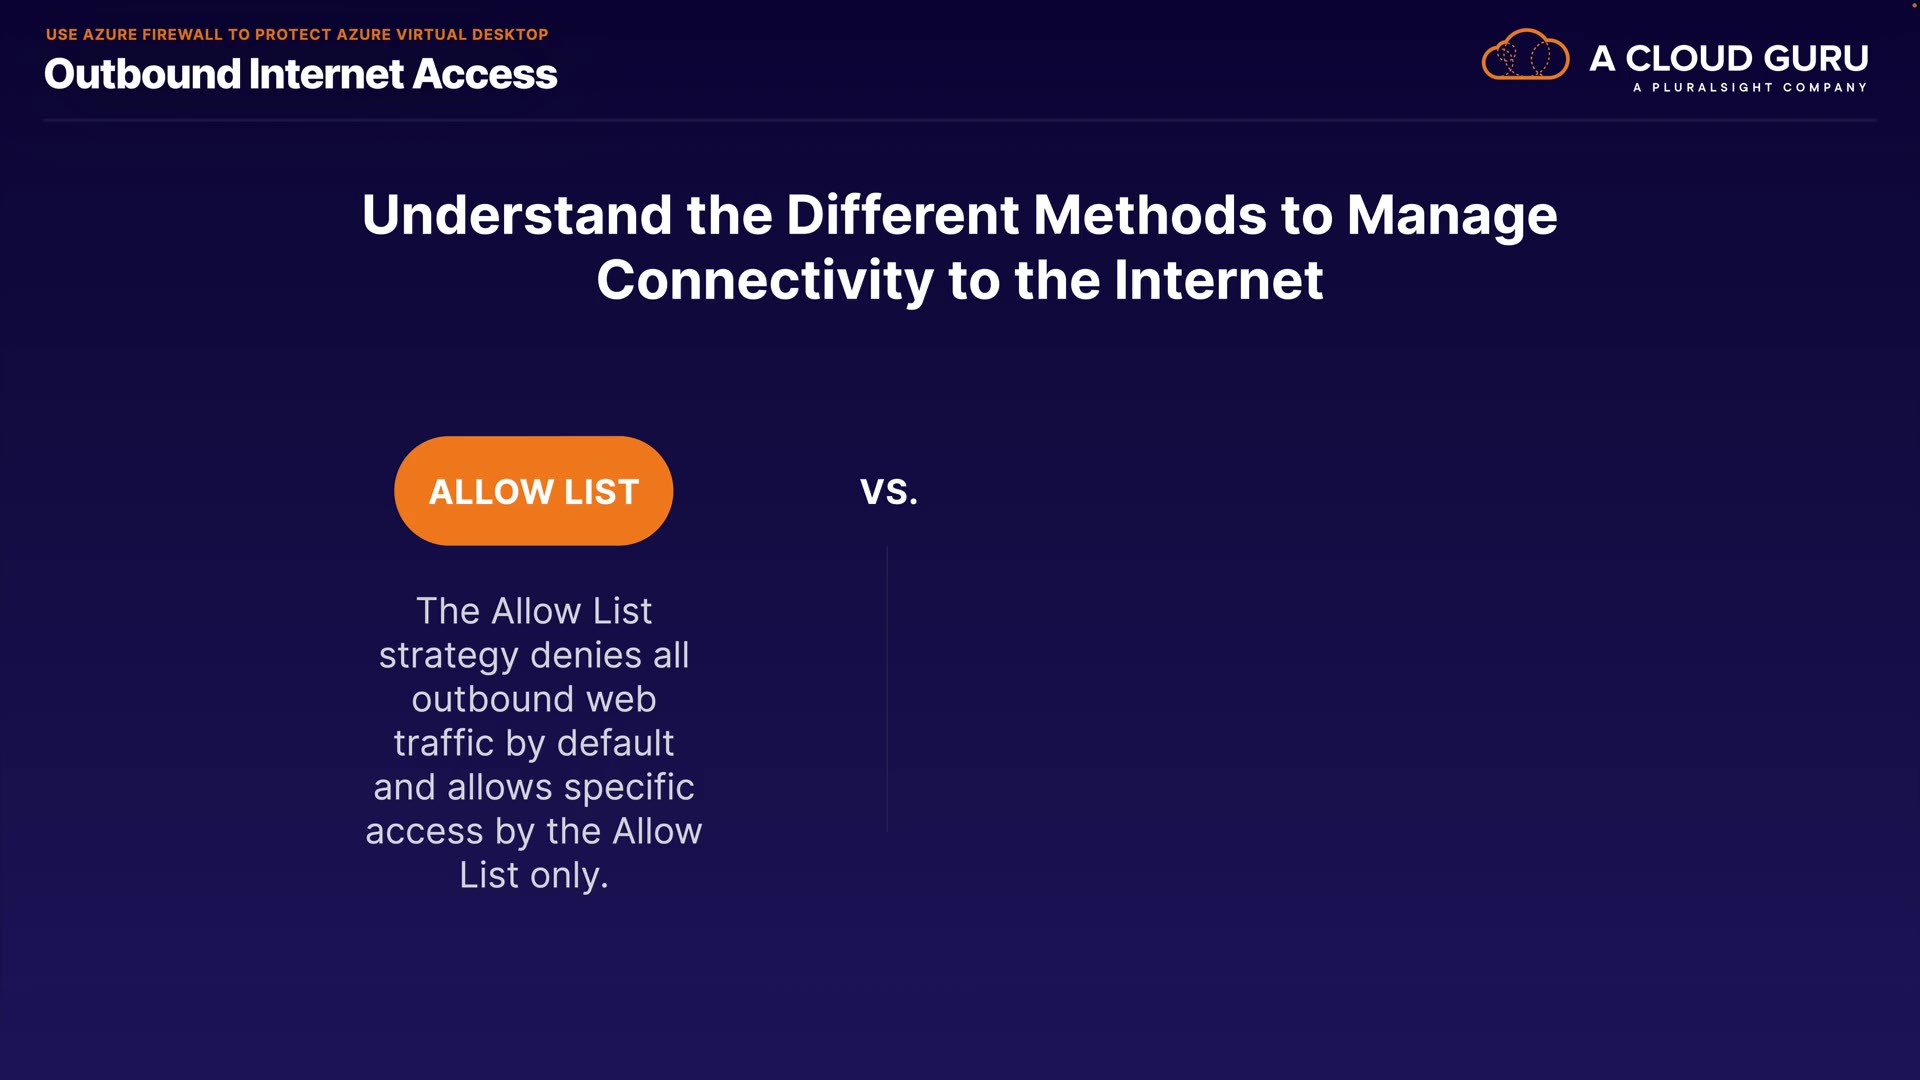 USE AZURE FIREWALL TO PROTECT AZURE VIRTUAL DESKTOP
Outbound Internet Access
A CLOUD GURU
A PLURALSIGHT COMPANY
Understand the Different Methods to Manage
Connectivity to the Internet
ALLOW LIST
VS.
The Allow List
strategy denies all
outbound web
traffic by default
and allows specific
access by the Allow
List only.